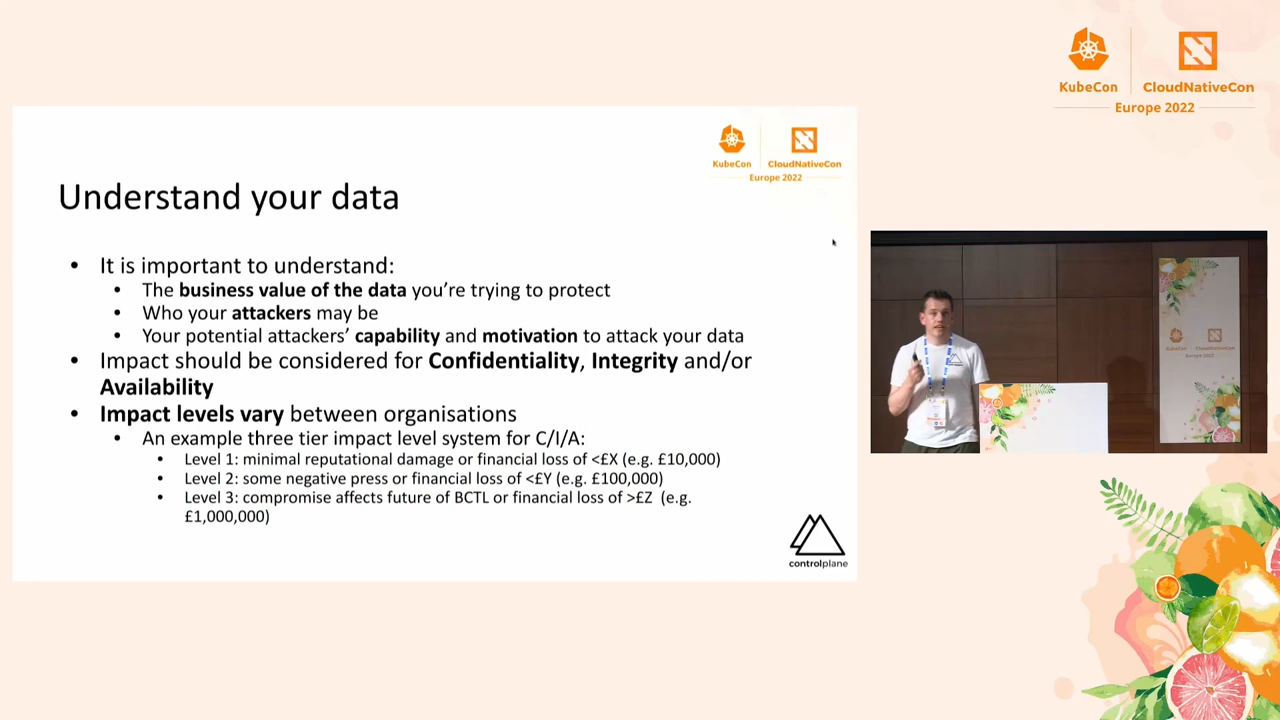 KubeCon
CloudNativeCon
Europe 2022
KubeCon
CloudNativeCon
Europe 2022
Understand your data
• It is important to understand:
• The business value of the data you're trying to protect
• Who your attackers may be
• Your potential attackers' capability and motivation to attack your data
• Impact should be considered for Confidentiality, Integrity and/or
Availability
• Impact levels vary between organisations
• An example three tier impact level system for C/I/A:
• Level 1: minimal reputational damage or financial loss of <£X (e.g. £10,000)
• Level 2: some negative press or financial loss of <£Y (e.g. £100,000)
• Level 3: compromise affects future of BCTL or financial loss of >£Z (e.g.
£1,000,000)
controlplane
KubeCon
CloudNativeCon
Europe 2022